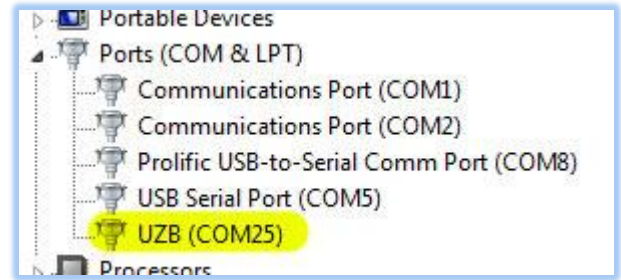 Portable Devices
Ports (COM & LPT)
Communications Port (COM1)
Communications Port (COM2)
Prolific USB-to-Serial Comm Port (COM8)
USB Serial Port (COM5)
UZB (COM25)
Processors